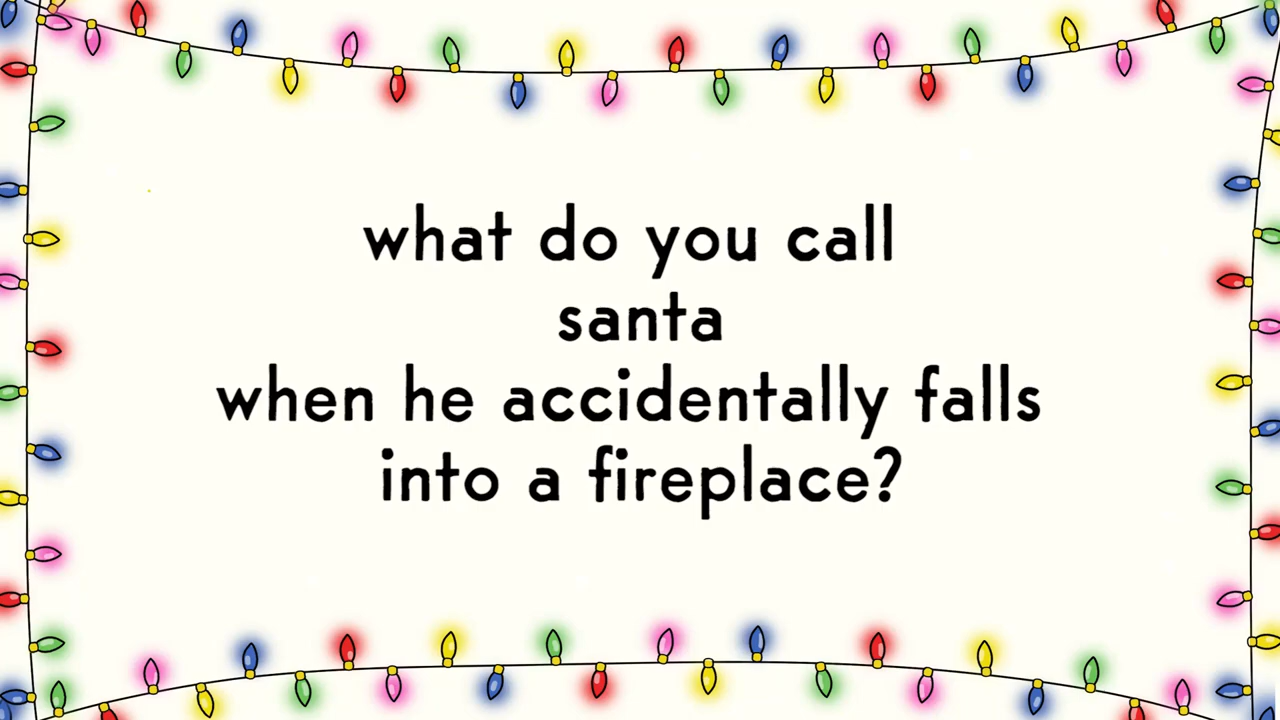 what do you call
santa
when he accidentally falls
into a fireplace?